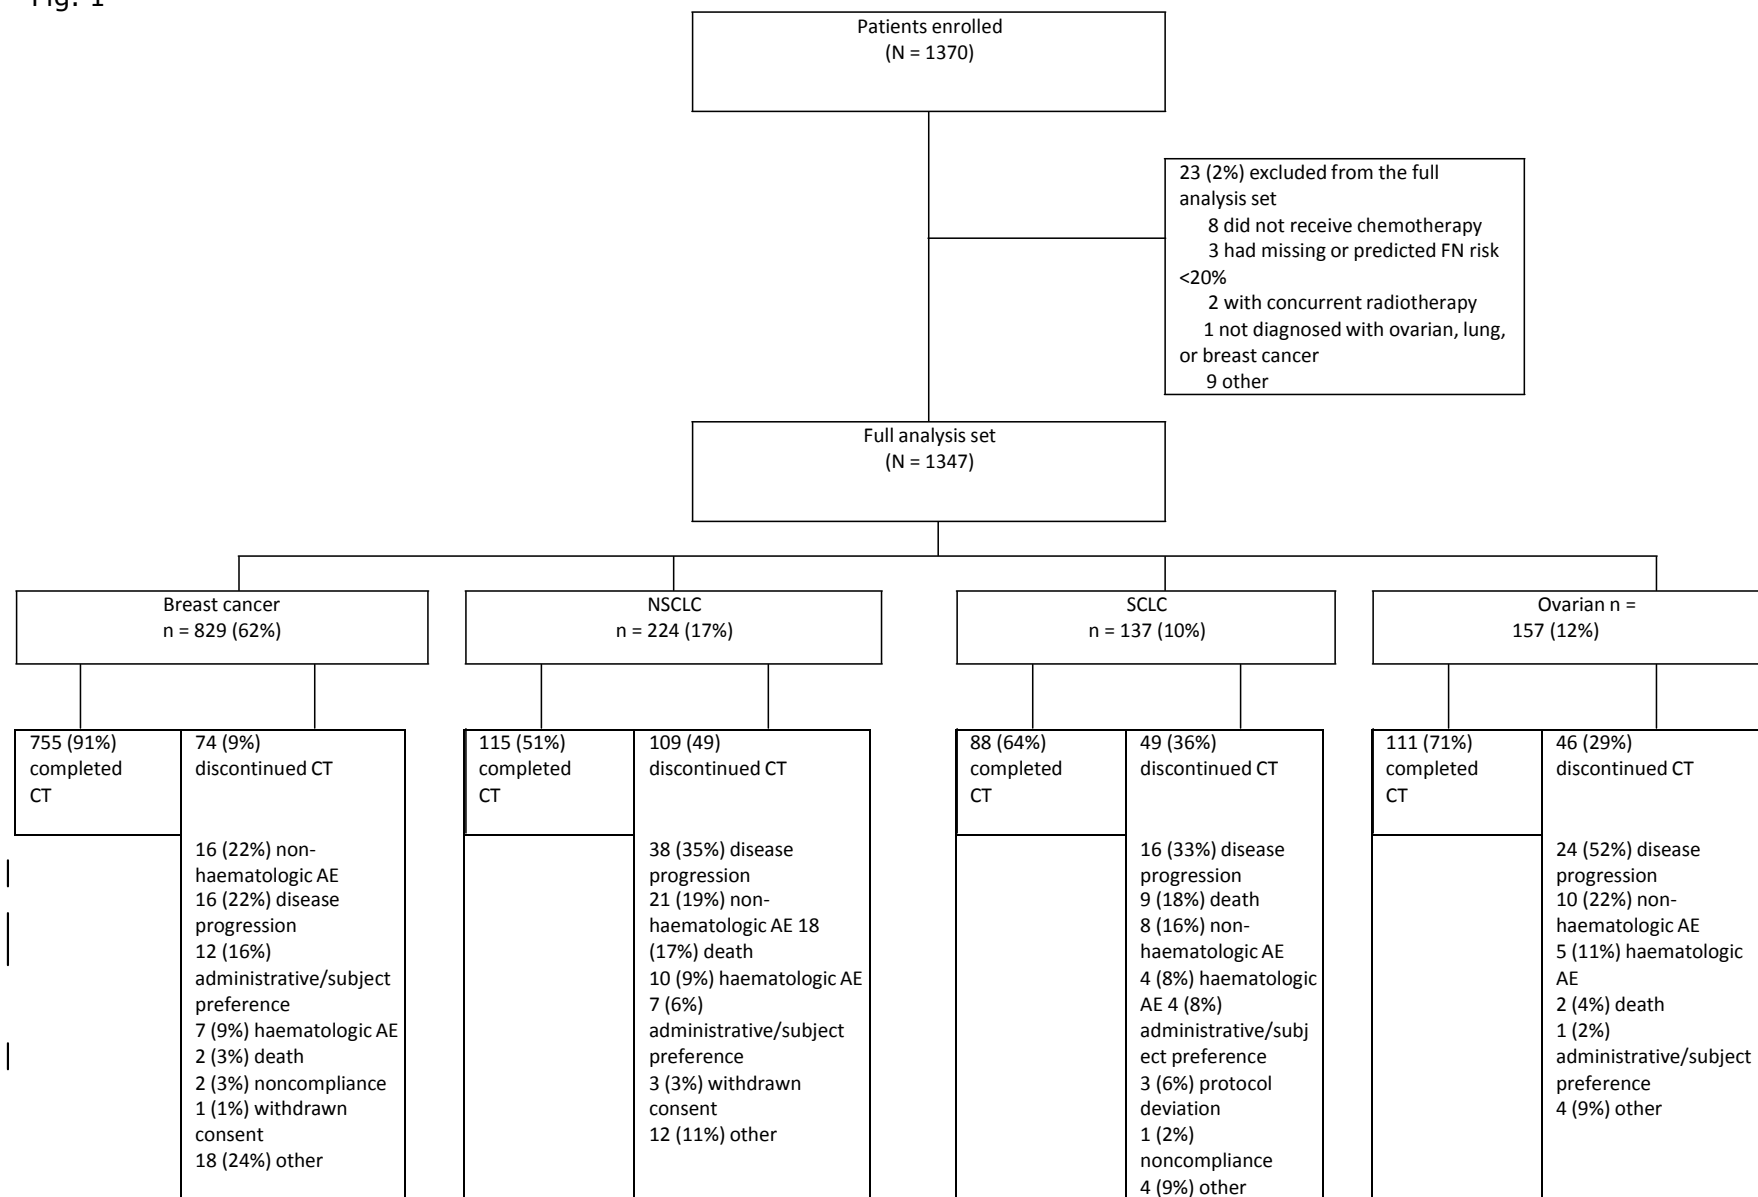 Fig. 1
Patients enrolled
(N = 1370)
23 (2%) excluded from the full
analysis set
8 did not receive chemotherapy
3 had missing or predicted FN risk
<20%
2 with concurrent radiotherapy
1 not diagnosed with ovarian, lung,
or breast cancer
9 other
Full analysis set
(N = 1347)
Breast cancer
n = 829 (62%)
NSCLC
n = 224 (17%)
SCLC
n = 137 (10%)
Ovarian n =
157 (12%)
755 (91%)
completed
CT
74 (9%)
discontinued CT
16 (22%) non-
haematologic AE
16 (22%) disease
progression
12 (16%)
administrative/subject
preference
7 (9%) haematologic AE
2 (3%) death
2 (3%) noncompliance
1 (1%) withdrawn
consent
18 (24%) other
115 (51%)
completed
CT
109 (49)
discontinued CT
38 (35%) disease
progression
21 (19%) non-
haematologic AE 18
(17%) death
10 (9%) haematologic AE
7 (6%)
administrative/subject
preference
3 (3%) withdrawn
consent
12 (11%) other
88 (64%)
completed
CT
49 (36%)
discontinued CT
16 (33%) disease
progression
9 (18%) death
8 (16%) non-
haematologic AE
4 (8%) haematologic
AE 4 (8%)
administrative/subj
ect preference
3 (6%) protocol
deviation
1 (2%)
noncompliance
4 (9%) other
111 (71%)
completed
CT
46 (29%)
discontinued CT
24 (52%) disease
progression
10 (22%) non-
haematologic AE
5 (11%) haematologic
AE
2 (4%) death
1 (2%)
administrative/subject
preference
4 (9%) other